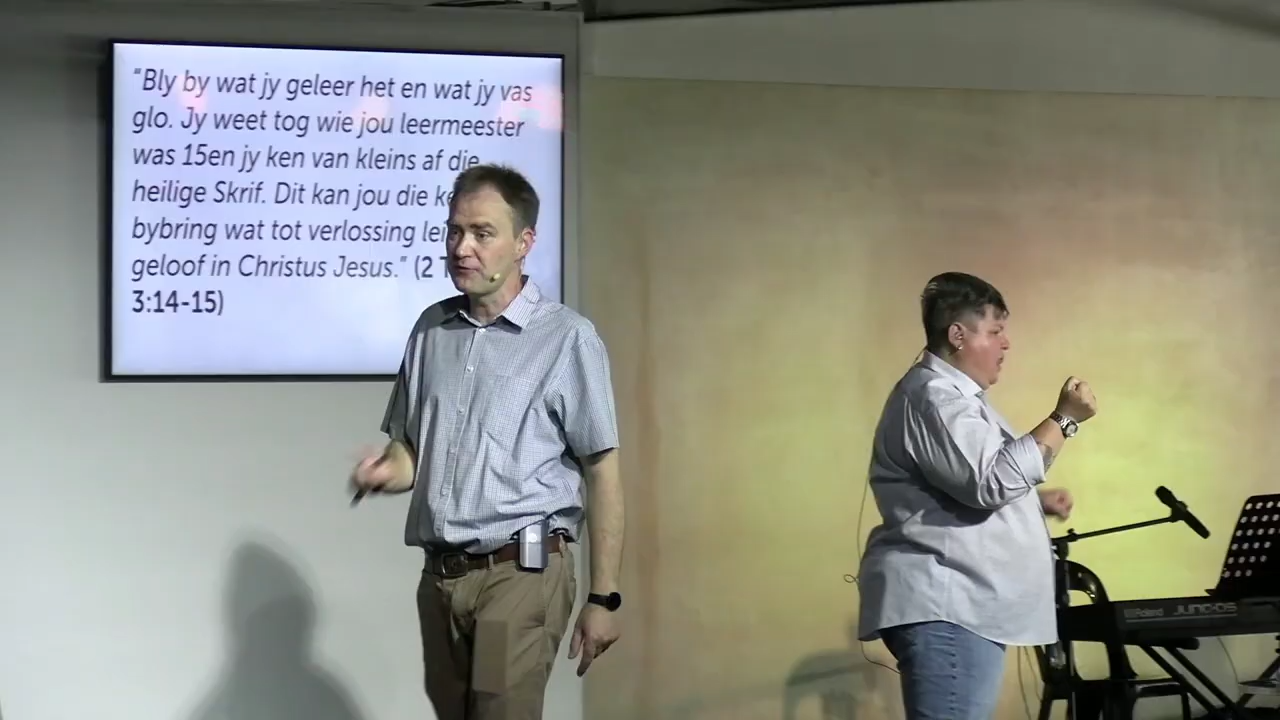 “Bly by wat jy geleer het en wat jy vas
glo. Jy weet tog wie jou leermeester
was 15en jy ken van kleins af die
heilige Skrif. Dit kan jou die
bybring wat tot verlossing
geloof in Christus Jesus.” (2
3:14-15)
Roland JUNO-DS